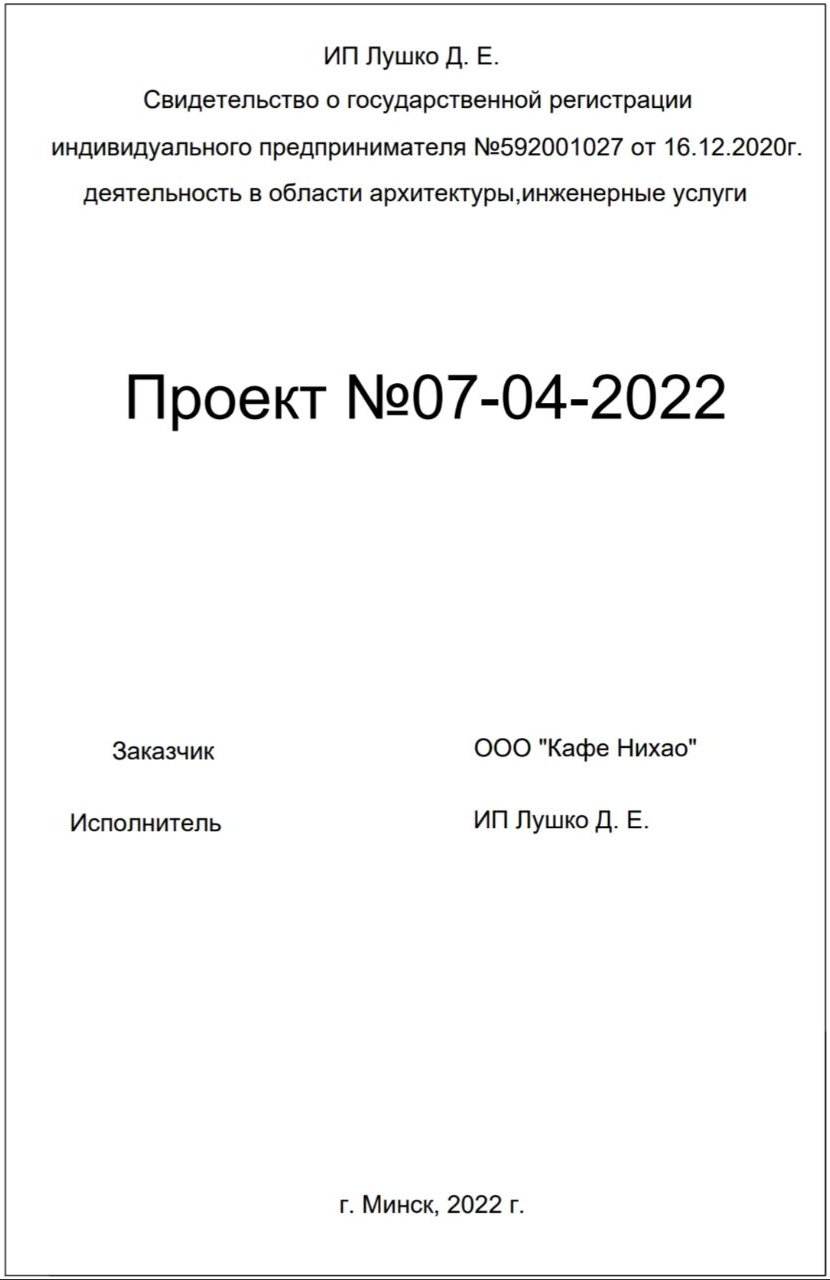 ИП Лушко Д. Е.
Свидетельство о государственной регистрации
индивидуального предпринимателя №592001027 от 16.12.2020г.
деятельность в области архитектуры,инженерные услуги
Проект №07-04-2022
Заказчик ООО "Кафе Нихао"
Исполнитель ИП Лушко Д. Е.
г. Минск, 2022 г.